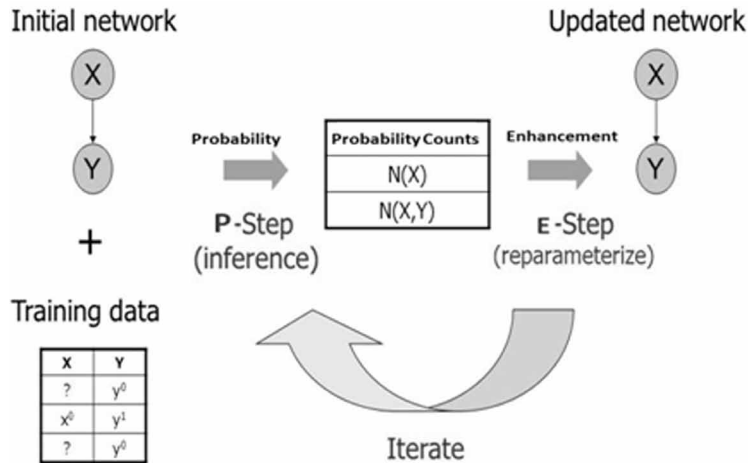 Initial network
Updated network
X
X
Y
Y
Probability
Probability Counts
Enhancement
N(X)
N(X,Y)
P-Step
(inference)
E-Step
(reparameterize)
+
Training data
X Y
? y⁰
x⁰ y¹
? y⁰
Iterate